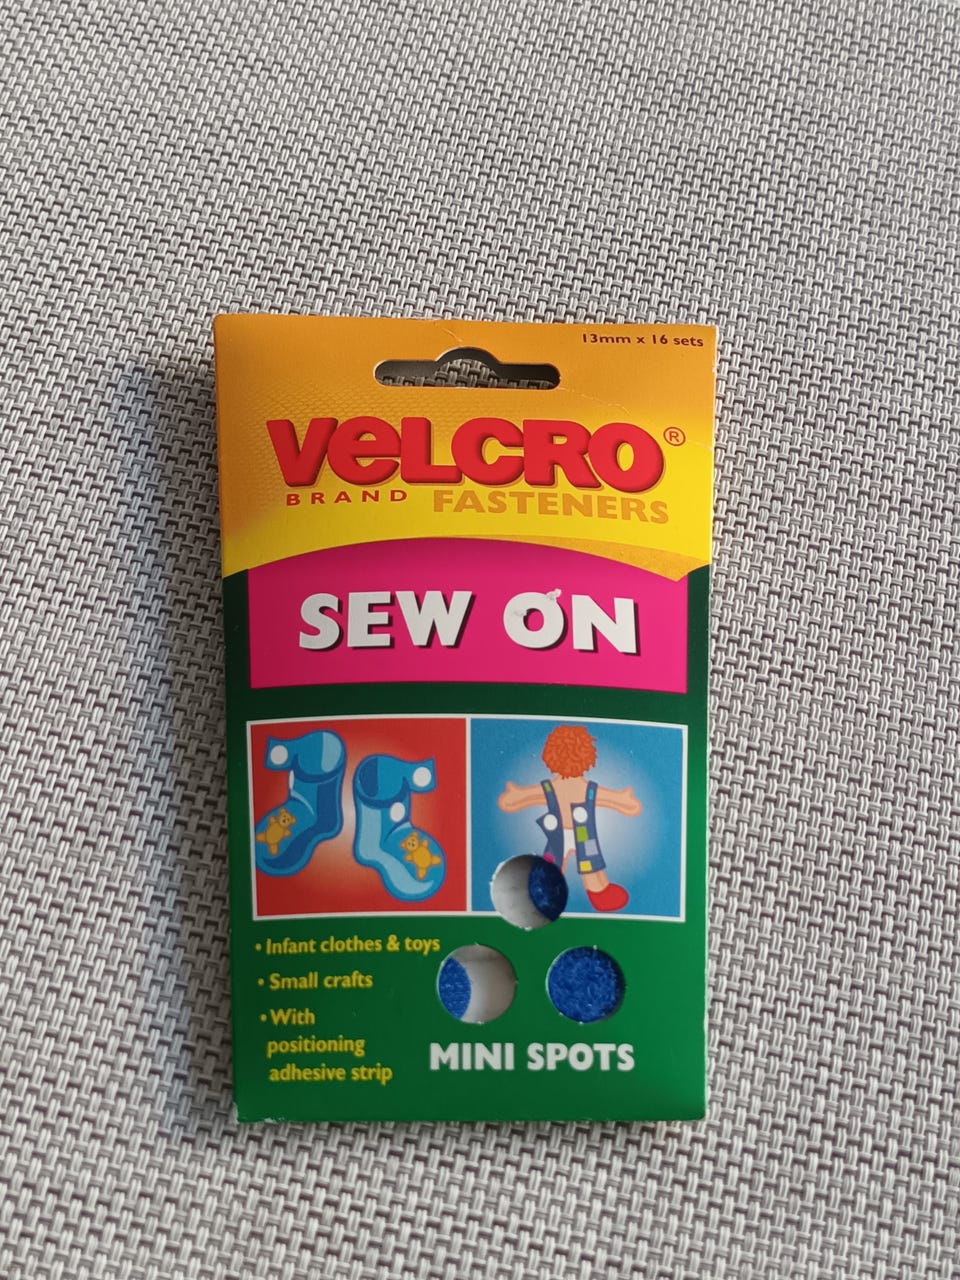 13mm x 16 sets
VELCRO®
BRAND FASTENERS
SEW ON
• Infant clothes & toys
• Small crafts
• With
positioning
adhesive strip
MINI SPOTS